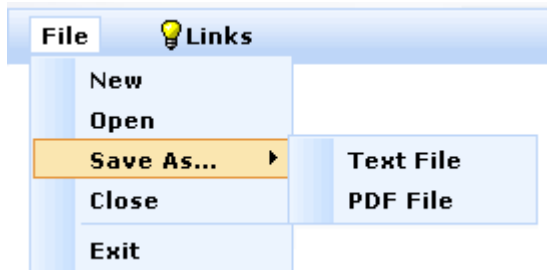 File Links
New
Open
Save As... Text File
Close PDF File
Exit